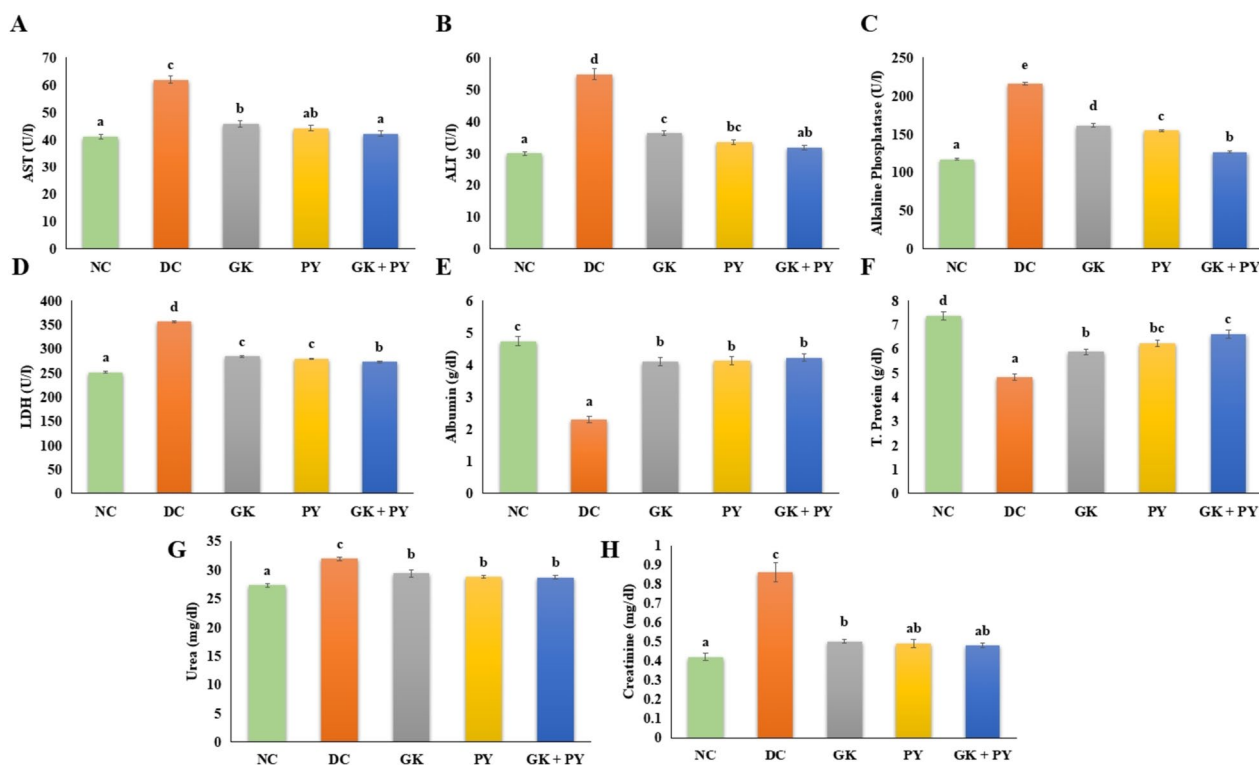 A
AST (U/I)
70
60
50
40
30
20
10
0
a
c
b
ab
a
NC DC GK PY GK + PY
B
ALT (U/I)
60
50
40
30
20
10
0
a
d
c
bc
ab
NC DC GK PY GK + PY
C
Alkaline Phosphatase (U/I)
250
200
150
100
50
0
a
e
d
c
b
NC DC GK PY GK + PY
D
LDH (U/I)
400
350
300
250
200
150
100
50
0
a
d
c
c
b
NC DC GK PY GK + PY
E
Albumin (g/dl)
6
5
4
3
2
1
0
c
a
b
b
b
NC DC GK PY GK + PY
F
T. Protein (g/dl)
8
7
6
5
4
3
2
1
0
d
a
b
bc
c
NC DC GK PY GK + PY
G
Urea (mg/dl)
35
30
25
20
15
10
5
0
a
c
b
b
b
NC DC GK PY GK + PY
H
Creatinine (mg/dl)
1
0.9
0.8
0.7
0.6
0.5
0.4
0.3
0.2
0.1
0
a
c
b
ab
ab
NC DC GK PY GK + PY